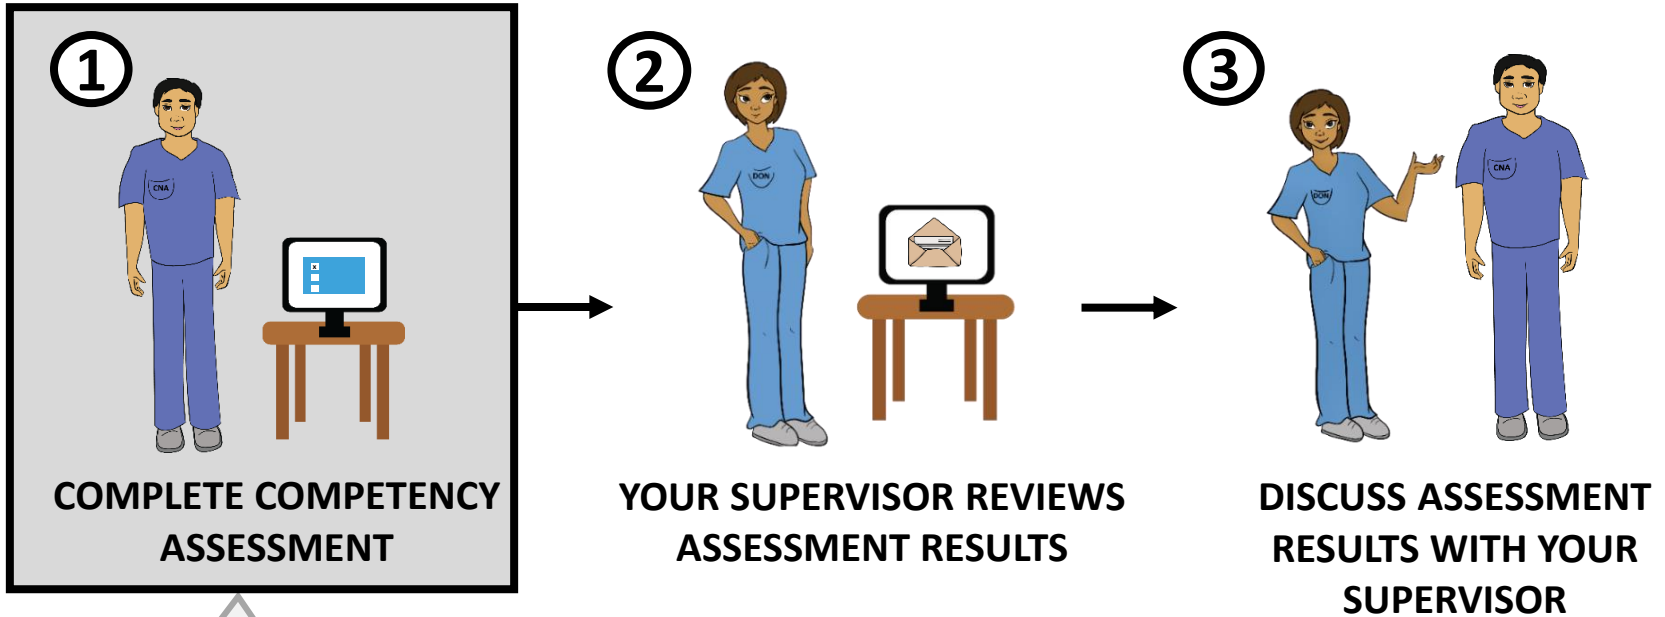 1
CNA
x
COMPLETE COMPETENCY
ASSESSMENT
2
DON
YOUR SUPERVISOR REVIEWS
ASSESSMENT RESULTS
3
DON
CNA
DISCUSS ASSESSMENT
RESULTS WITH YOUR
SUPERVISOR